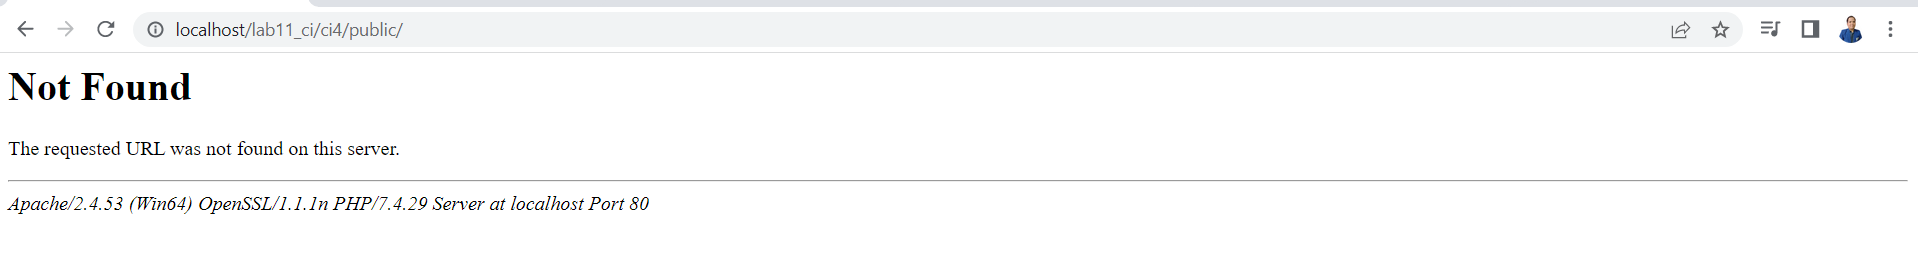 localhost/lab11_ci/ci4/public/
Not Found
The requested URL was not found on this server.
Apache/2.4.53 (Win64) OpenSSL/1.1.1n PHP/7.4.29 Server at localhost Port 80